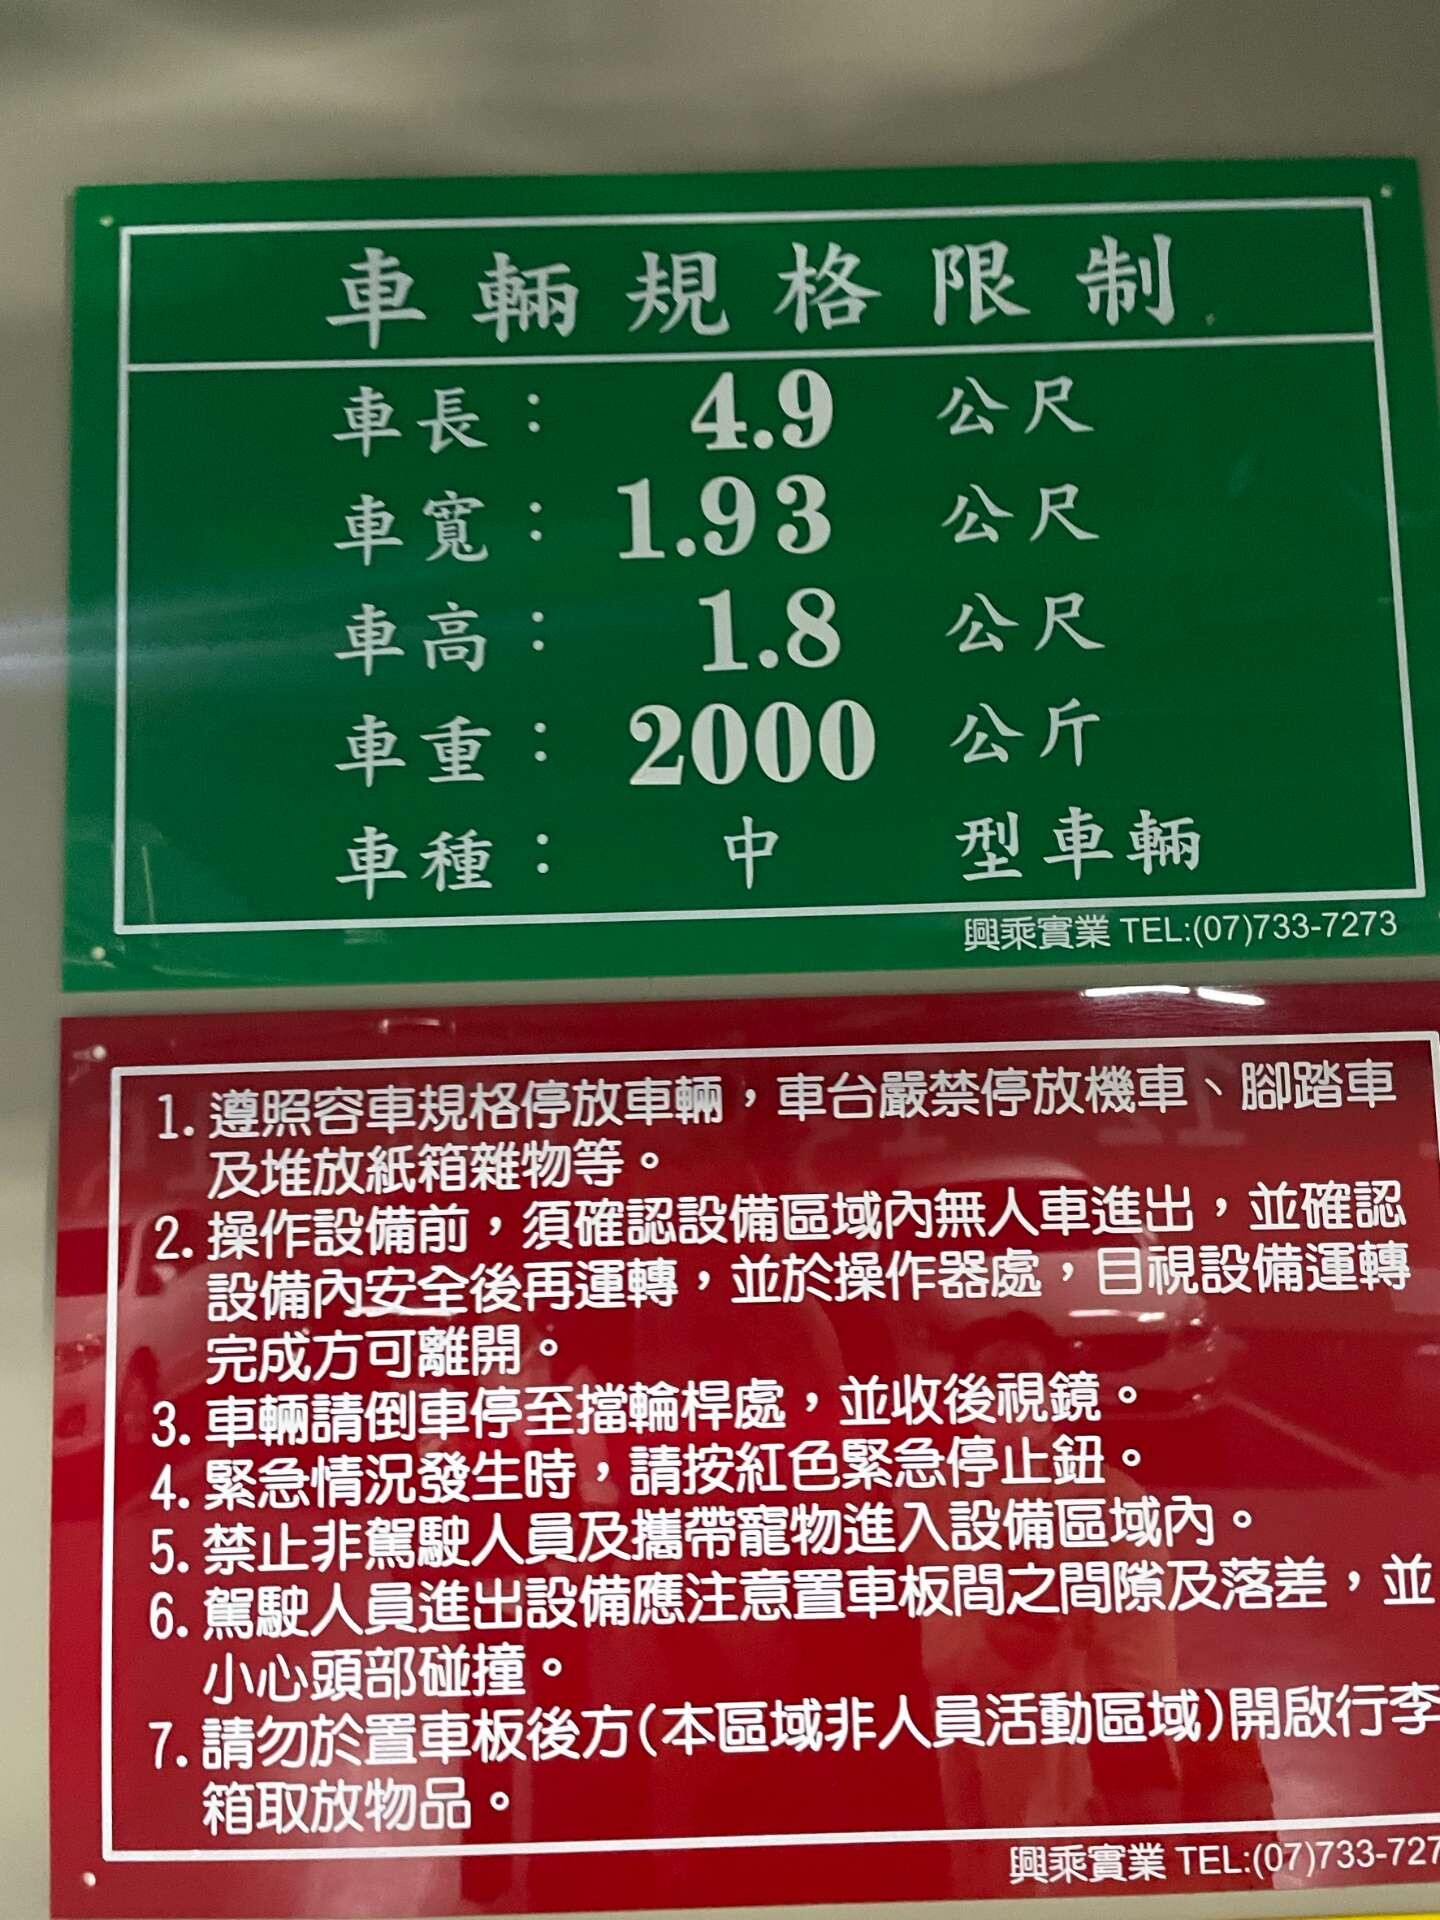 車輛規格限制
車長： 4.9 公尺
車寬： 1.93 公尺
車高： 1.8 公尺
車重： 2000 公斤
車種： 中 型車輛
興乘實業 TEL:(07)733-7273
1. 遵照容車規格停放車輛，車台嚴禁停放機車、腳踏車
及堆放紙箱雜物等。
2. 操作設備前，須確認設備區域內無人車進出，並確認
設備內安全後再運轉，並於操作器處，目視設備運轉
完成方可離開。
3. 車輛請倒車停至擋輪桿處，並收後視鏡。
4. 緊急情況發生時，請按紅色緊急停止鈕。
5. 禁止非駕駛人員及攜帶寵物進入設備區域內。
6. 駕駛人員進出設備應注意置車板間之間隙及落差，並
小心頭部碰撞。
7. 請勿於置車板後方(本區域非人員活動區域)開啟行李
箱取放物品。
興乘實業 TEL:(07)733-727